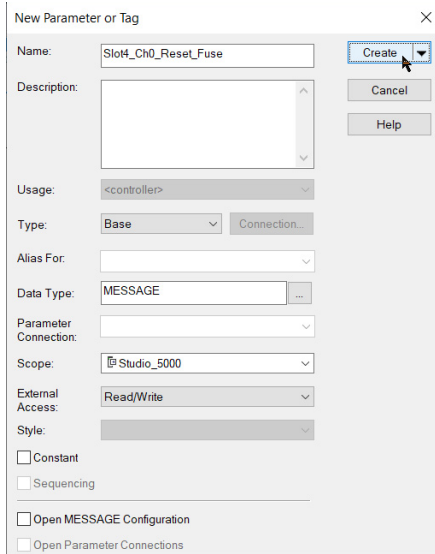 New Parameter or Tag
Name: Slot4_Ch0_Reset_Fuse Create
Description: Cancel
Help
Usage: <controller>
Type: Base Connection...
Alias For:
Data Type: MESSAGE ...
Parameter
Connection:
Scope: Studio_5000
External
Access: Read/Write
Style:
Constant
Sequencing
Open MESSAGE Configuration
Open Parameter Connections